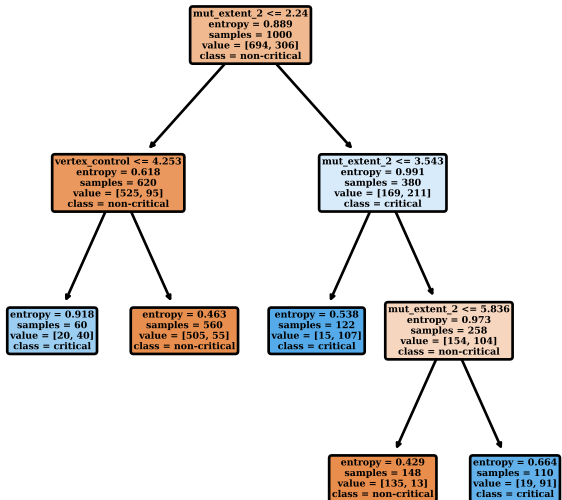 mut_extent_2 <= 2.24
entropy = 0.889
samples = 1000
value = [694, 306]
class = non-critical
vertex_control <= 4.253
entropy = 0.618
samples = 620
value = [525, 95]
class = non-critical
mut_extent_2 <= 3.543
entropy = 0.991
samples = 380
value = [169, 211]
class = critical
entropy = 0.918
samples = 60
value = [20, 40]
class = critical
entropy = 0.463
samples = 560
value = [505, 55]
class = non-critical
entropy = 0.538
samples = 122
value = [15, 107]
class = critical
mut_extent_2 <= 5.836
entropy = 0.973
samples = 258
value = [154, 104]
class = non-critical
entropy = 0.429
samples = 148
value = [135, 13]
class = non-critical
entropy = 0.664
samples = 110
value = [19, 91]
class = critical